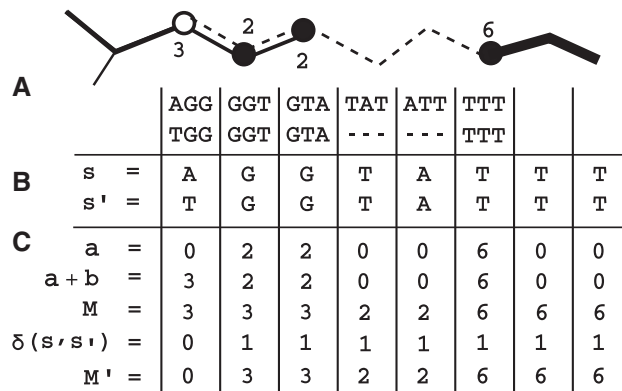 2 6
3 2
A
AGG GGT GTA TAT ATT TTT
TGG GGT GTA --- --- TTT
B
s = A G G T A T T T
s' = T G G T A T T T
C
a = 0 2 2 0 0 6 0 0
a + b = 3 2 2 0 0 6 0 0
M = 3 3 3 2 2 6 6 6
δ(s,s') = 0 1 1 1 1 1 1 1
M' = 0 3 3 2 2 6 6 6